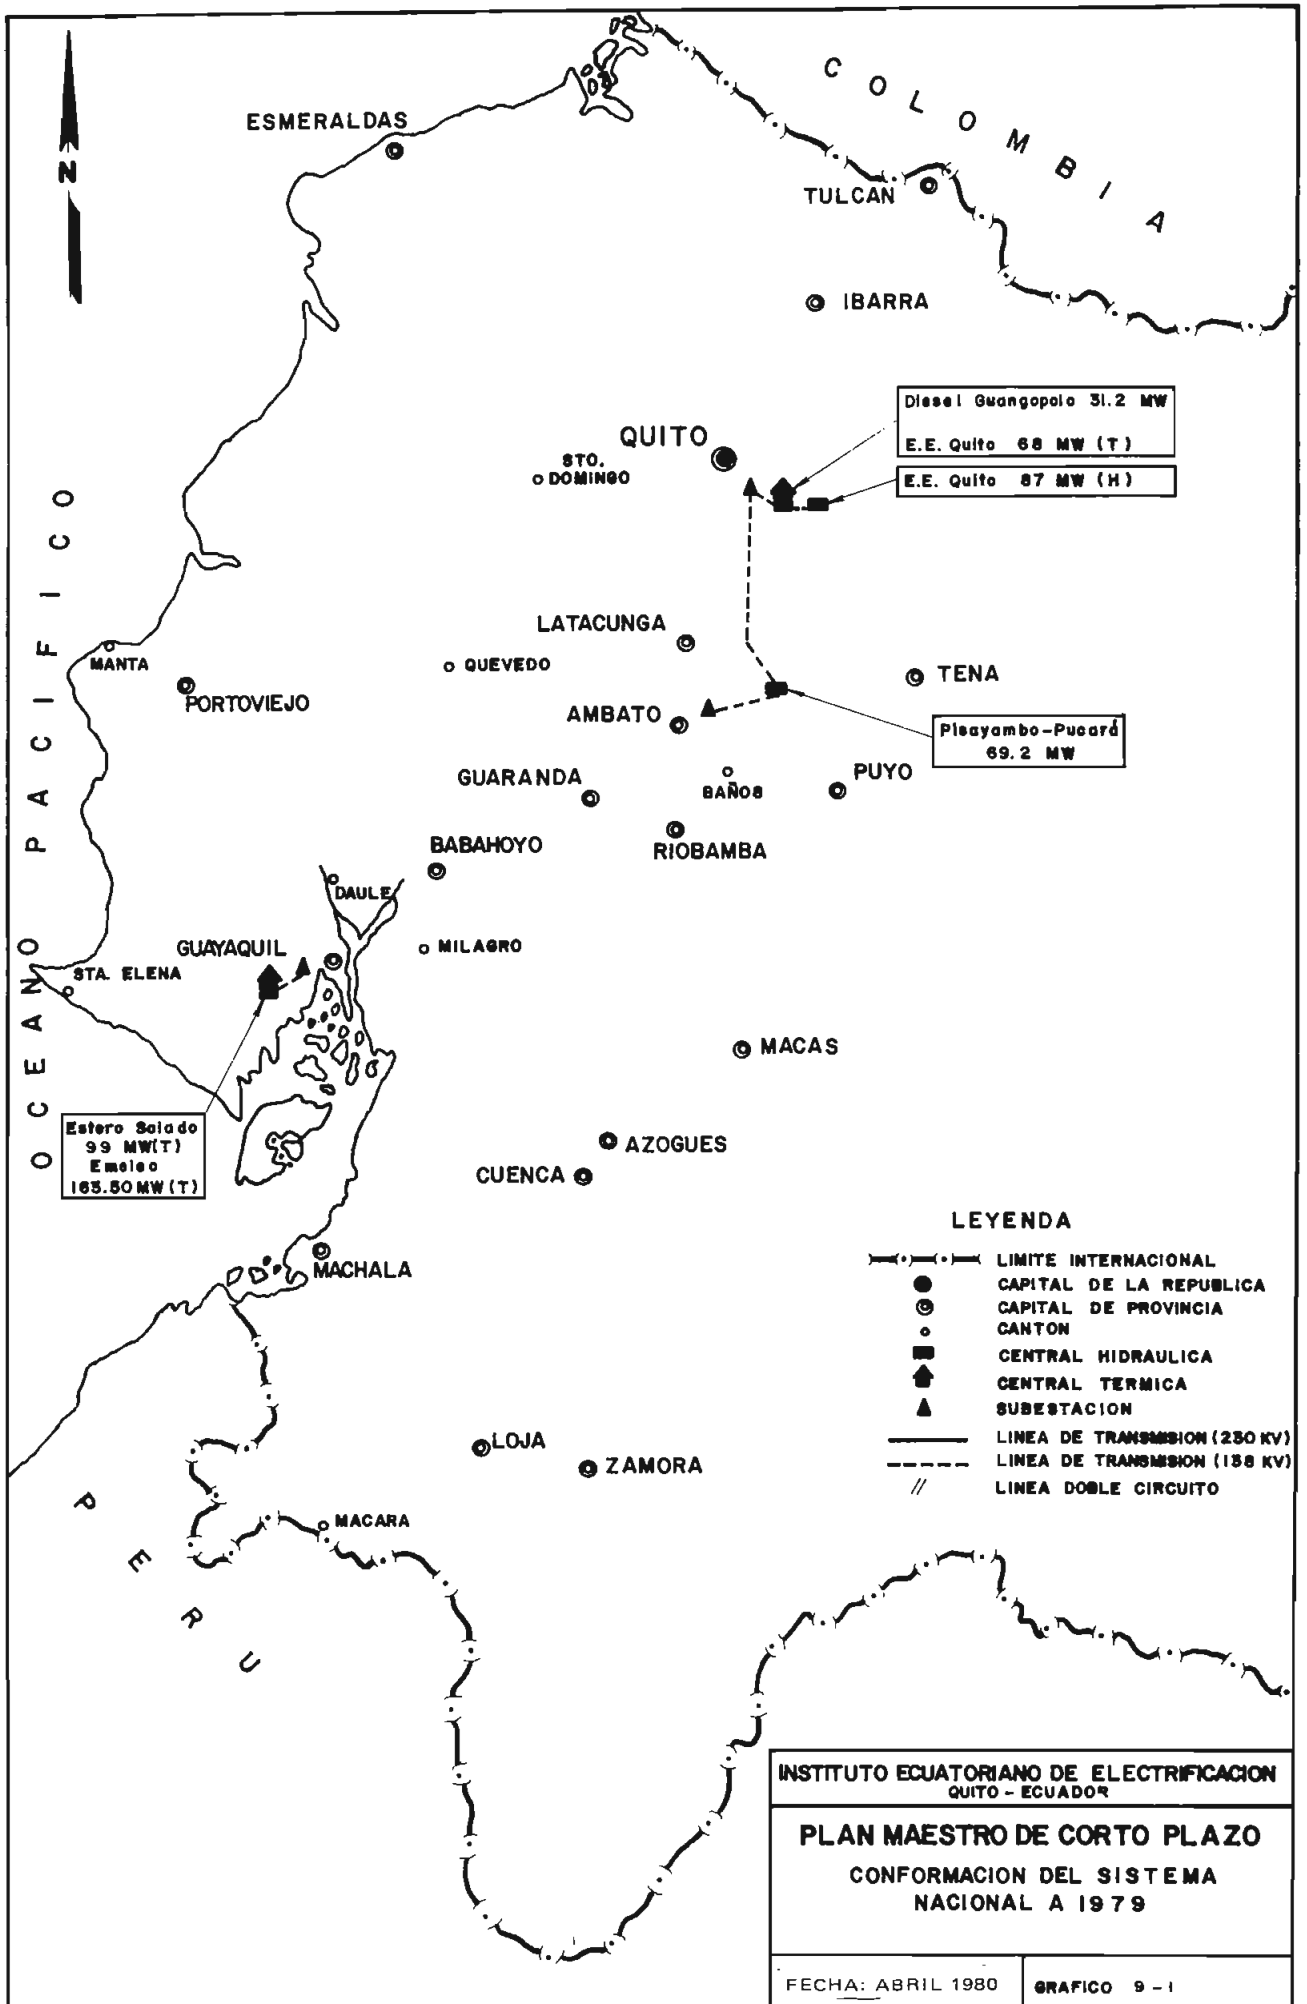 COLOMBIA
ESMERALDAS
N
TULCAN
IBARRA
Diesel Guangopolo 31.2 MW
E.E. Quito 68 MW (T)
QUITO
STO.
DOMINGO
E.E. Quito 87 MW (H)
OCEANO PACIFICO
LATACUNGA
MANTA
QUEVEDO
TENA
PORTOVIEJO
AMBATO
Pisayambo-Pucará
69.2 MW
GUARANDA
BAÑOS
PUYO
BABAHOYO
RIOBAMBA
DAULE
GUAYAQUIL
MILAGRO
STA. ELENA
MACAS
Estero Salado
99 MW(T)
Emelec
163.50 MW (T)
AZOGUES
CUENCA
MACHALA
LEYENDA
LIMITE INTERNACIONAL
CAPITAL DE LA REPUBLICA
CAPITAL DE PROVINCIA
CANTON
CENTRAL HIDRAULICA
CENTRAL TERMICA
SUBESTACION
LINEA DE TRANSMISION (230 KV)
LINEA DE TRANSMISION (138 KV)
// LINEA DOBLE CIRCUITO
LOJA
ZAMORA
MACARA
PERU
INSTITUTO ECUATORIANO DE ELECTRIFICACION
QUITO - ECUADOR
PLAN MAESTRO DE CORTO PLAZO
CONFORMACION DEL SISTEMA
NACIONAL A 1979
FECHA: ABRIL 1980
GRAFICO 9-1